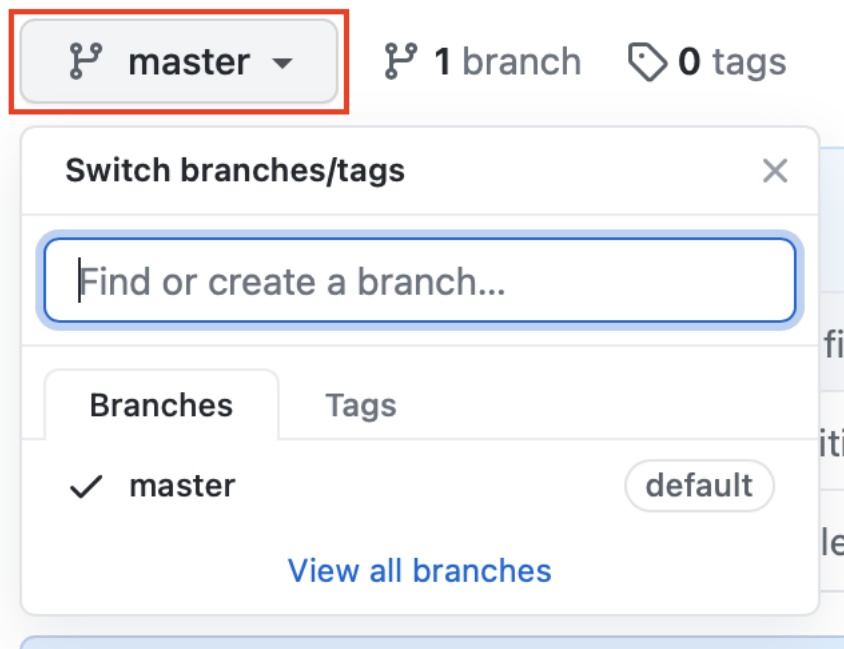 master 1 branch 0 tags
Switch branches/tags
Find or create a branch...
Branches Tags
master default
View all branches